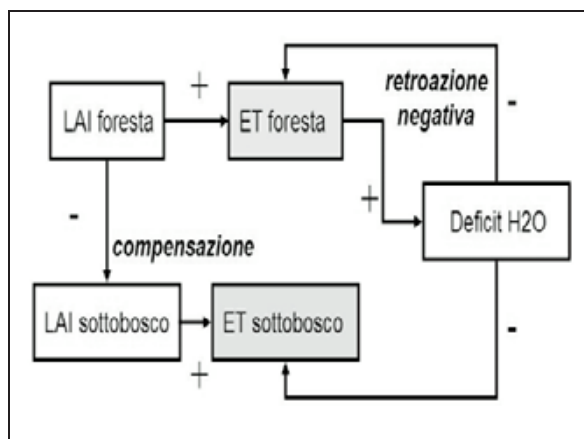 retroazione
negativa
-
+
LAI foresta
ET foresta
+
Deficit H2O
-
compensazione
LAI sottobosco
ET sottobosco
-
+